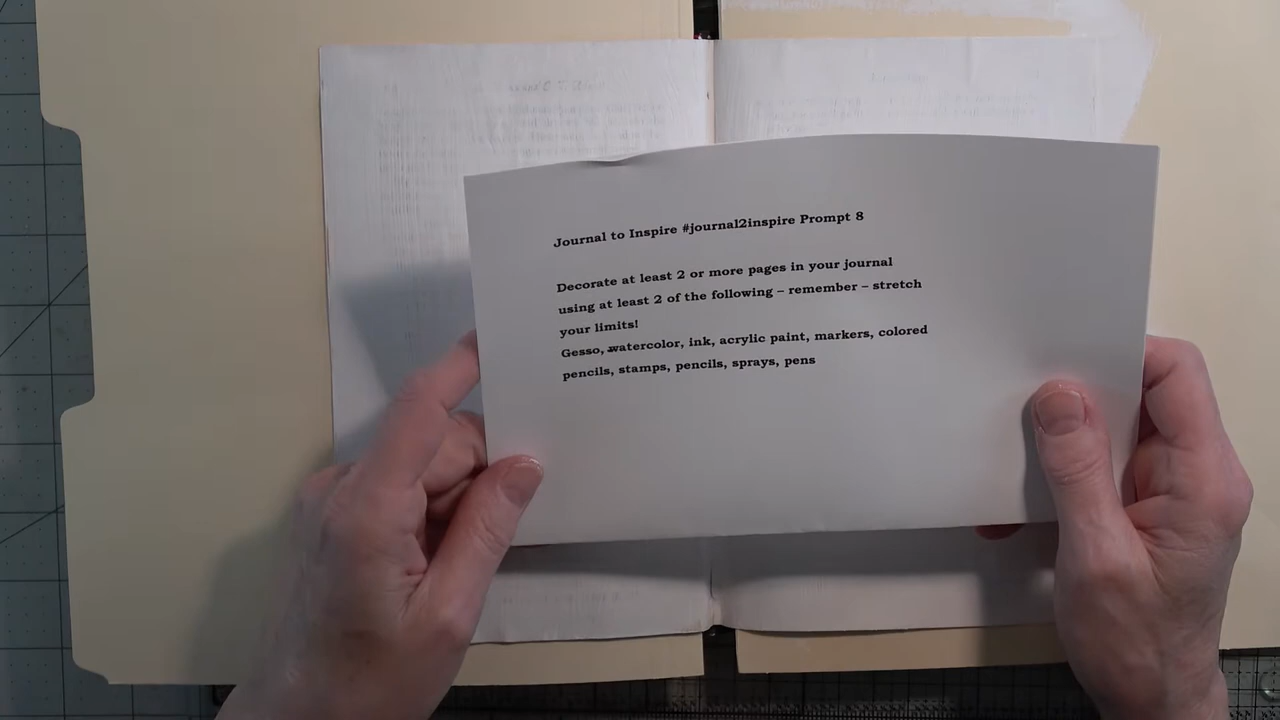 Journal to Inspire #journal2inspire Prompt 8
Decorate at least 2 or more pages in your journal
using at least 2 of the following – remember – stretch
your limits!
Gesso, watercolor, ink, acrylic paint, markers, colored
pencils, stamps, pencils, sprays, pens